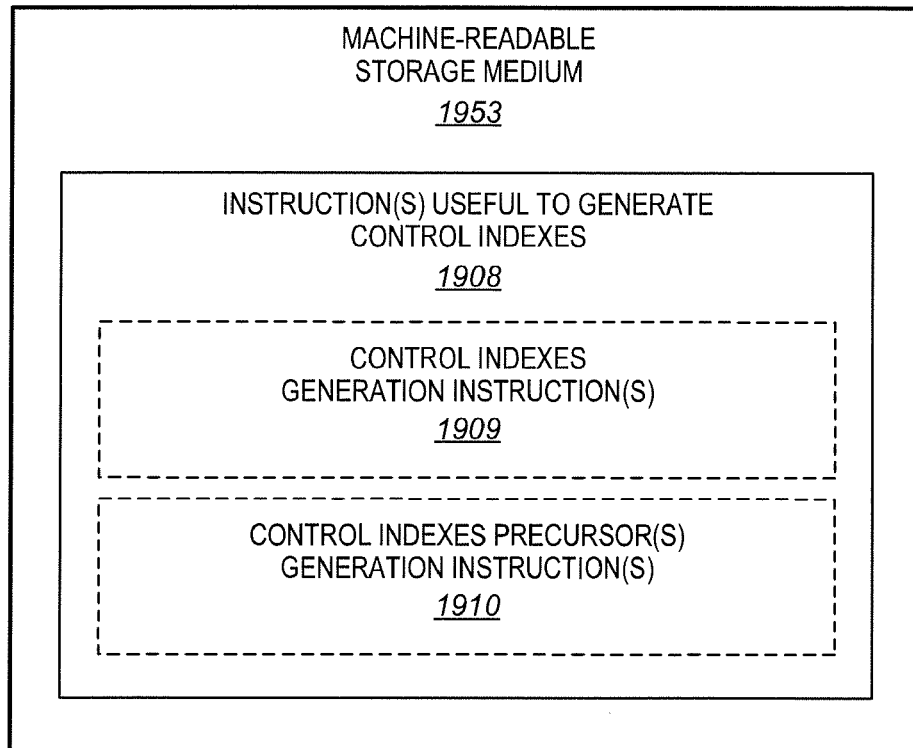 MACHINE-READABLE
STORAGE MEDIUM
1953
INSTRUCTION(S) USEFUL TO GENERATE
CONTROL INDEXES
1908
CONTROL INDEXES
GENERATION INSTRUCTION(S)
1909
CONTROL INDEXES PRECURSOR(S)
GENERATION INSTRUCTION(S)
1910